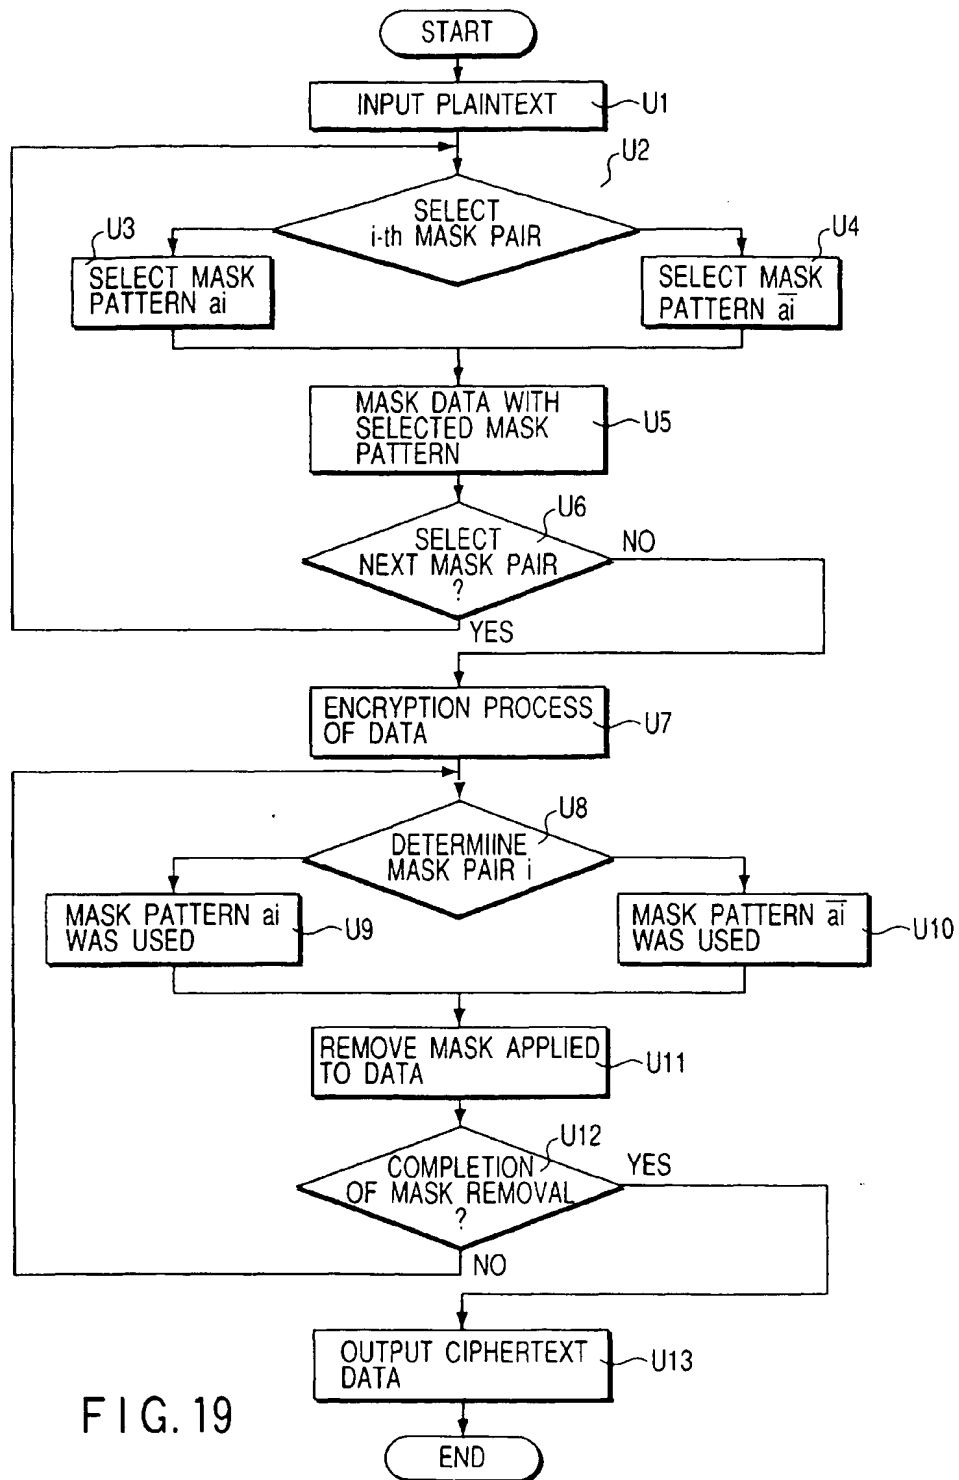 START
INPUT PLAINTEXT
U1
U2
SELECT
i-th MASK PAIR
U3
SELECT MASK
PATTERN ai
U4
SELECT MASK
PATTERN a̅i̅
MASK DATA WITH
SELECTED MASK
PATTERN
U5
U6
SELECT
NEXT MASK PAIR
?
NO
YES
ENCRYPTION PROCESS
OF DATA
U7
U8
DETERMIINE
MASK PAIR i
MASK PATTERN ai
WAS USED
U9
MASK PATTERN a̅i̅
WAS USED
U10
REMOVE MASK APPLIED
TO DATA
U11
U12
COMPLETION
OF MASK REMOVAL
?
YES
NO
OUTPUT CIPHERTEXT
DATA
U13
FIG. 19
END